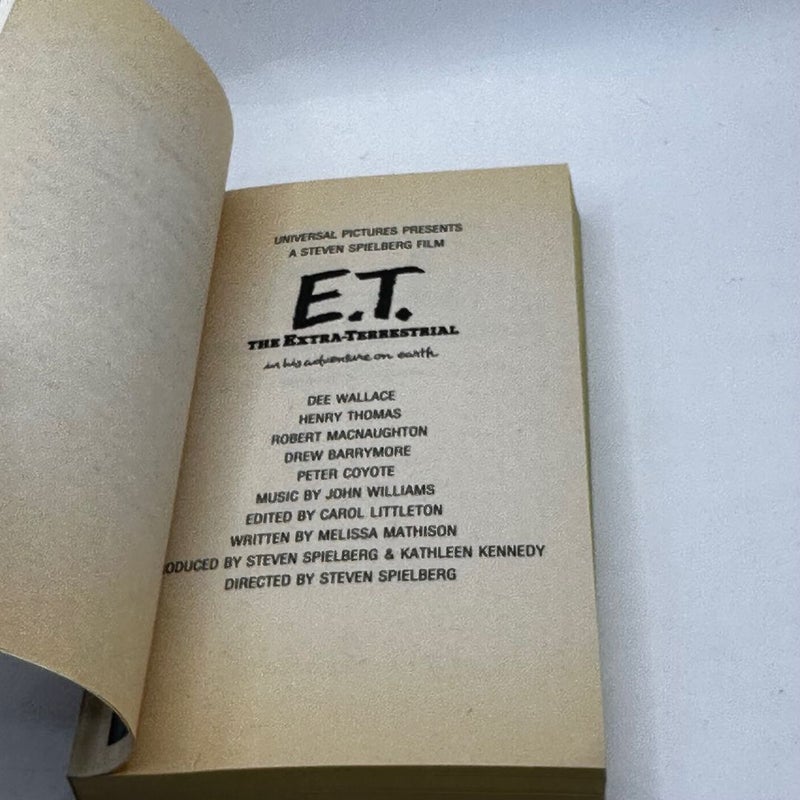 UNIVERSAL PICTURES PRESENTS
A STEVEN SPIELBERG FILM
E.T.
THE EXTRA-TERRESTRIAL
in his adventure on earth
DEE WALLACE
HENRY THOMAS
ROBERT MACNAUGHTON
DREW BARRYMORE
PETER COYOTE
MUSIC BY JOHN WILLIAMS
EDITED BY CAROL LITTLETON
WRITTEN BY MELISSA MATHISON
ODUCED BY STEVEN SPIELBERG & KATHLEEN KENNEDY
DIRECTED BY STEVEN SPIELBERG